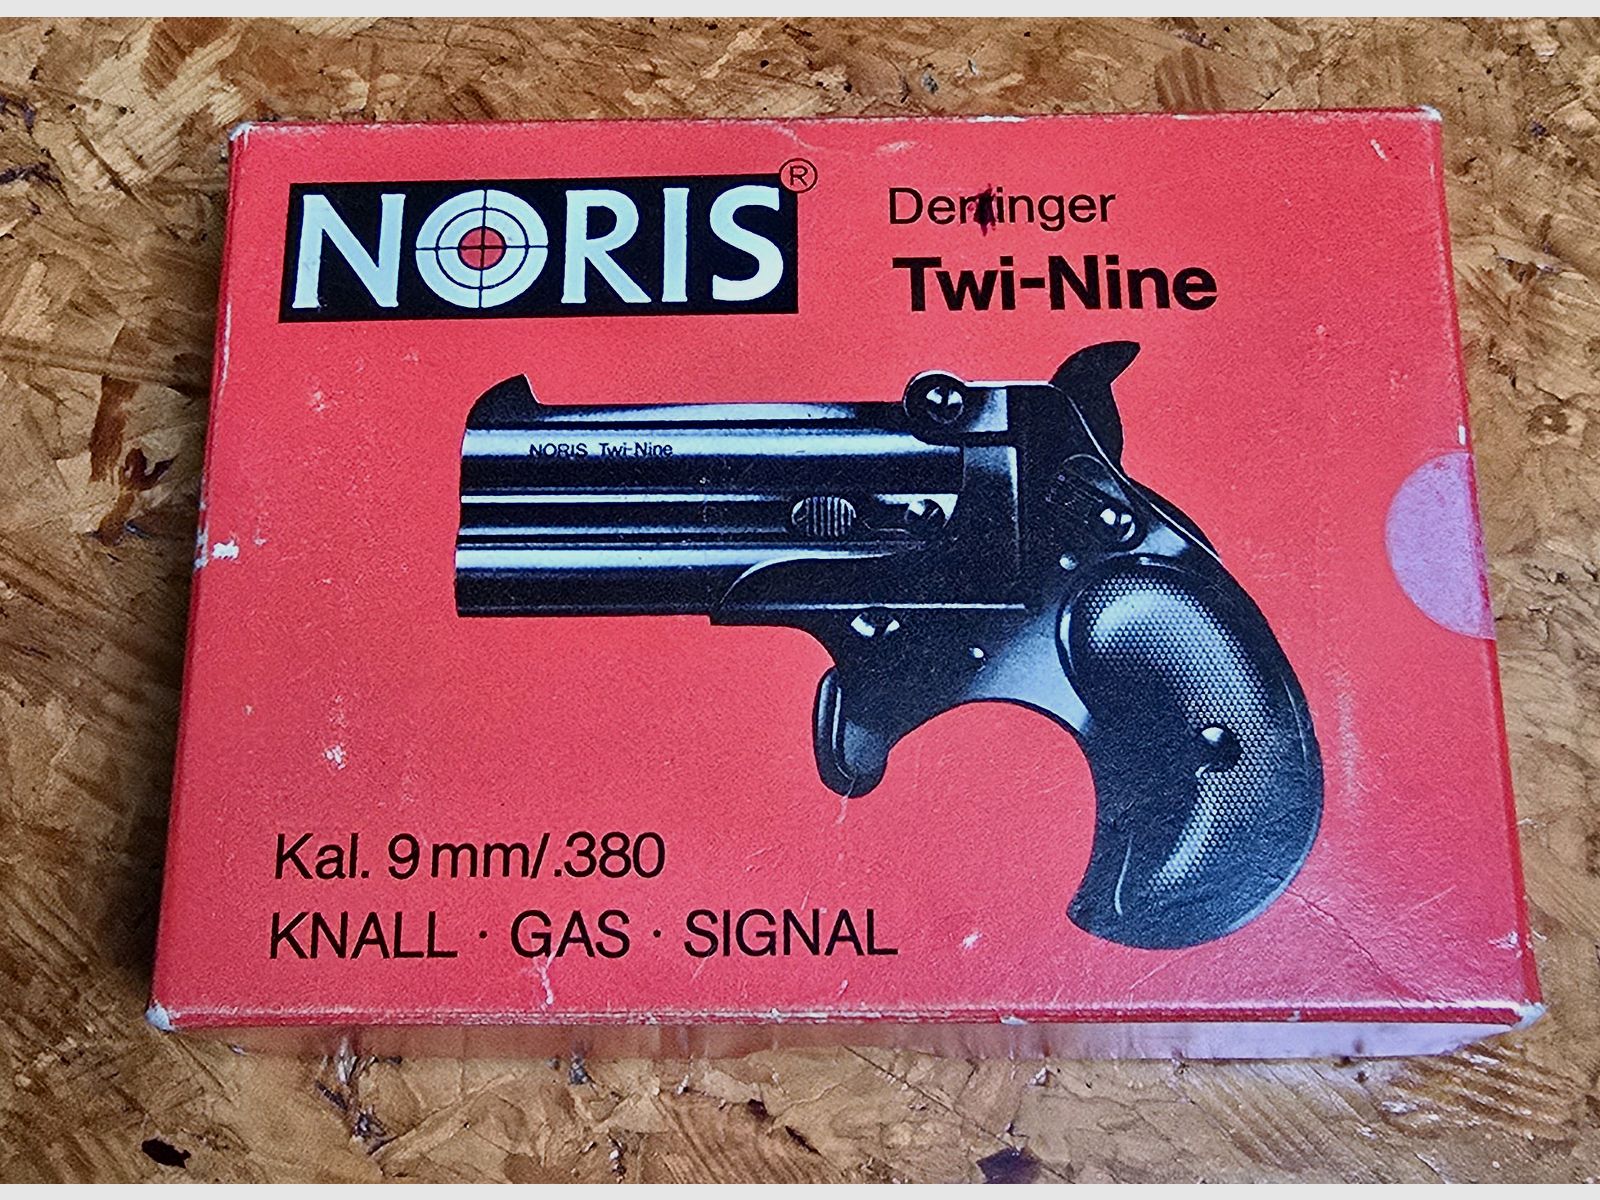 NORIS®
Derringer
Twi-Nine
NORIS Twi-Nine
Kal. 9mm/.380
KNALL · GAS · SIGNAL